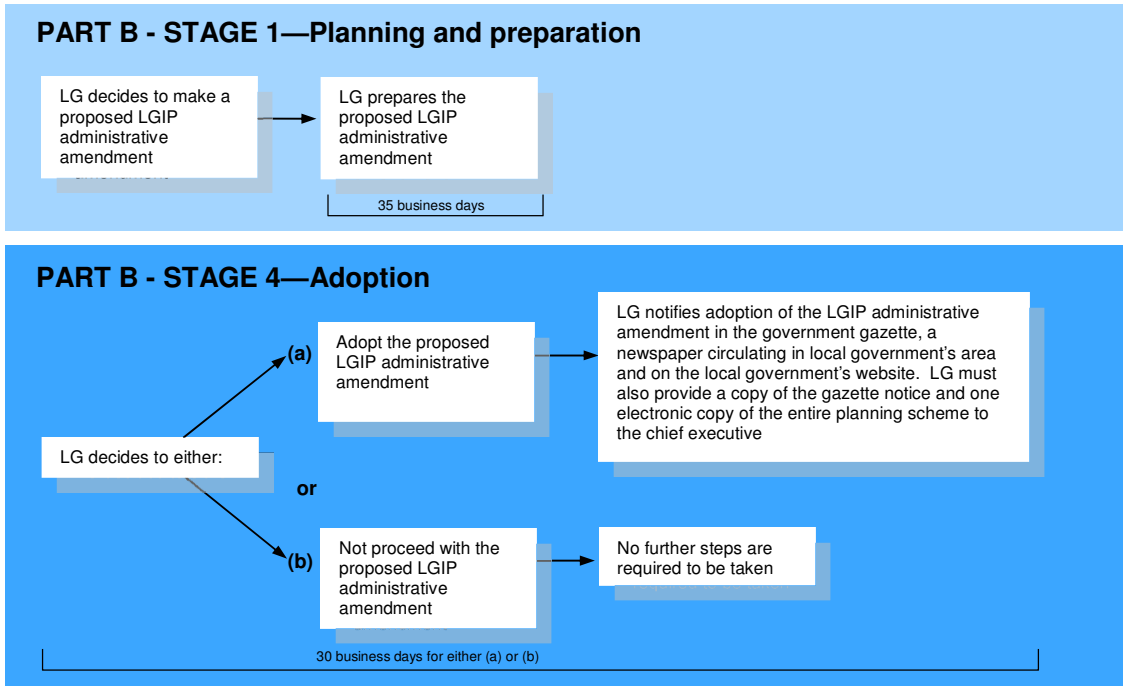 PART B - STAGE 1—Planning and preparation
LG decides to make a
proposed LGIP
administrative
amendment
LG prepares the
proposed LGIP
administrative
amendment
35 business days
PART B - STAGE 4—Adoption
LG decides to either:
(a)
Adopt the proposed
LGIP administrative
amendment
LG notifies adoption of the LGIP administrative
amendment in the government gazette, a
newspaper circulating in local government's area
and on the local government's website.  LG must
also provide a copy of the gazette notice and one
electronic copy of the entire planning scheme to
the chief executive
or
(b)
Not proceed with the
proposed LGIP
administrative
amendment
No further steps are
required to be taken
30 business days for either (a) or (b)